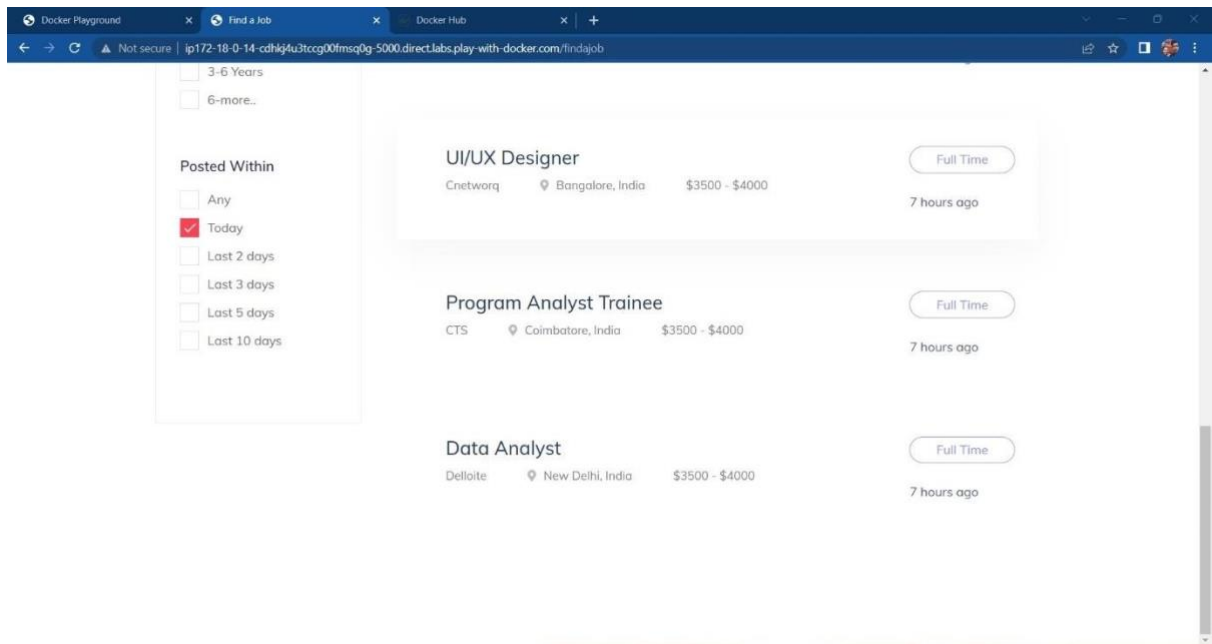 Docker Playground
Find a Job
Docker Hub
Not secure | ip172-18-0-14-cdhkj4u3tccg00fmsq0g-5000.direct.labs.play-with-docker.com/findajob
3-6 Years
6-more..
Posted Within
Any
Today
Last 2 days
Last 3 days
Last 5 days
Last 10 days
UI/UX Designer
Full Time
Cnetworq Bangalore, India $3500 - $4000
7 hours ago
Program Analyst Trainee
Full Time
CTS Coimbatore, India $3500 - $4000
7 hours ago
Data Analyst
Full Time
Delloite New Delhi, India $3500 - $4000
7 hours ago